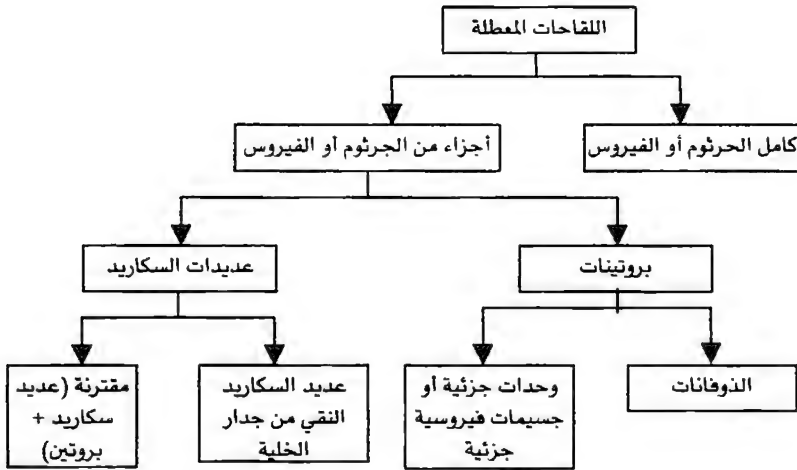 اللقاحات المعطلة
كامل الجرثوم أو الفيروس
أجزاء من الجرثوم أو الفيروس
بروتينات
عديدات السكاريد
الذوفانات
وحدات جزئية أو
جسيمات فيروسية
جزئية
عديد السكاريد
النقي من جدار
الخلية
مقترنة (عديد
سكاريد +
بروتين)